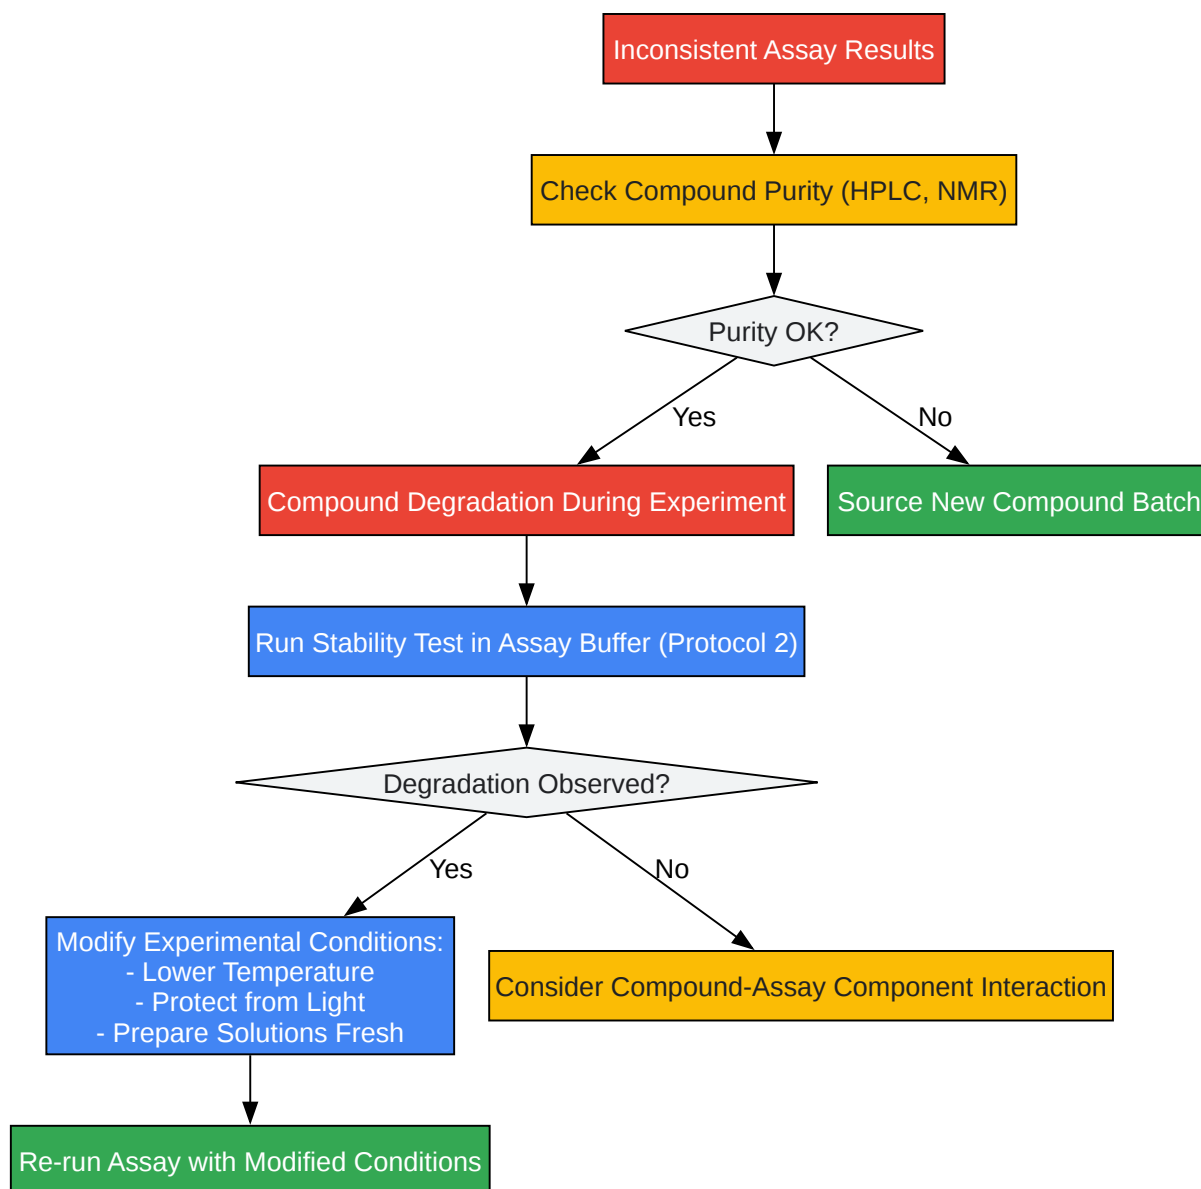 Inconsistent Assay Results
Check Compound Purity (HPLC, NMR)
Purity OK?
Yes
No
Compound Degradation During Experiment
Source New Compound Batch
Run Stability Test in Assay Buffer (Protocol 2)
Degradation Observed?
Yes
No
Modify Experimental Conditions:
- Lower Temperature
- Protect from Light
- Prepare Solutions Fresh
Consider Compound-Assay Component Interaction
Re-run Assay with Modified Conditions